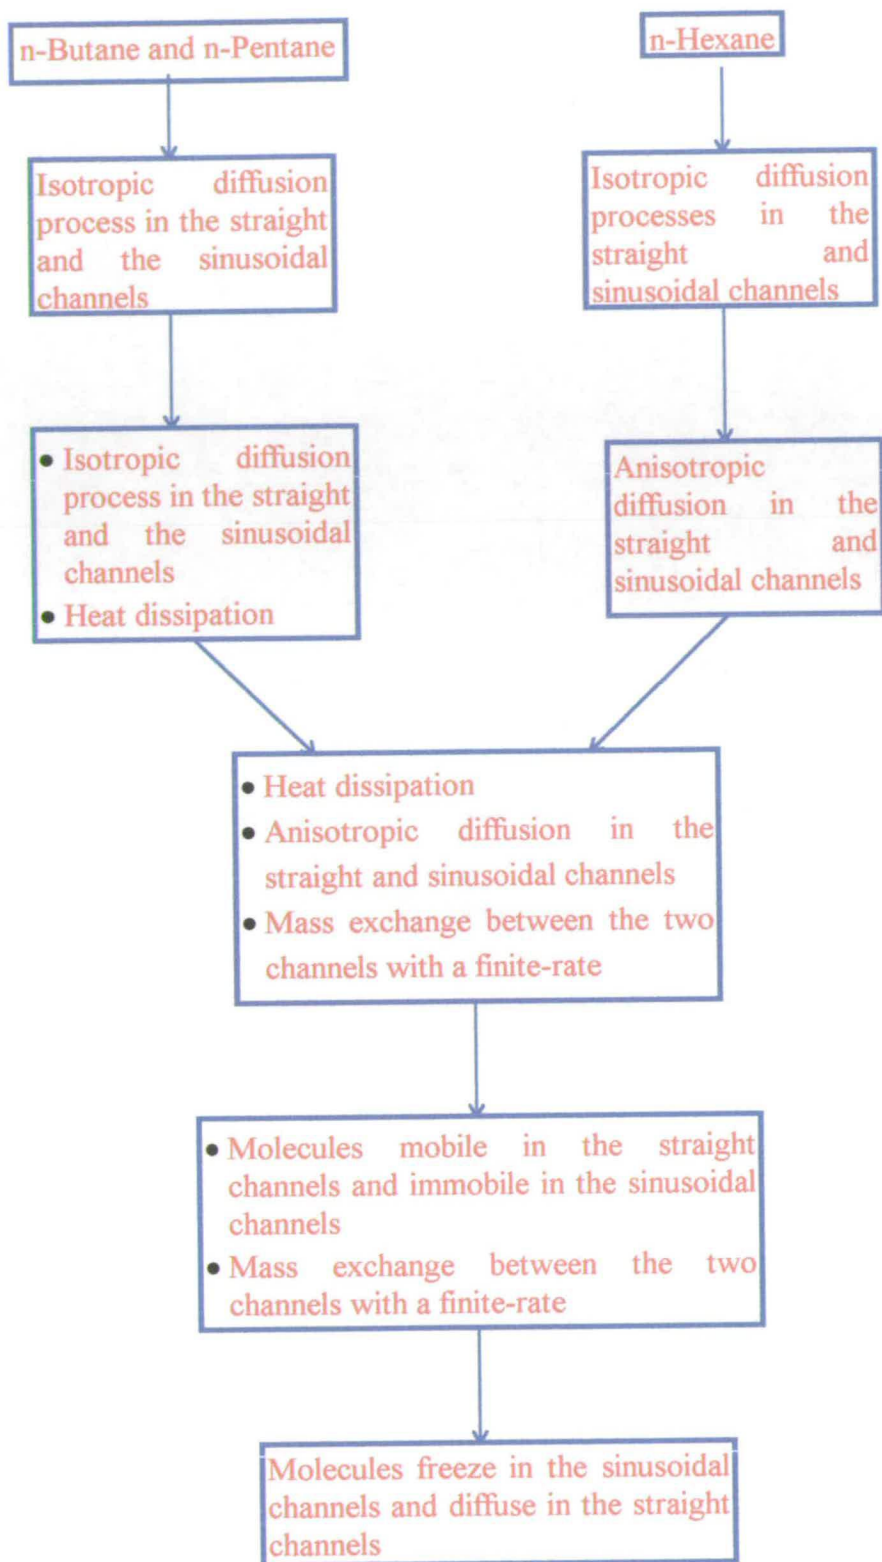 n-Butane and n-Pentane
n-Hexane
Isotropic diffusion
process in the straight
and the sinusoidal
channels
Isotropic diffusion
processes in the
straight and
sinusoidal channels
• Isotropic diffusion
process in the straight
and the sinusoidal
channels
• Heat dissipation
Anisotropic
diffusion in the
straight and
sinusoidal channels
• Heat dissipation
• Anisotropic diffusion in the
straight and sinusoidal channels
• Mass exchange between the two
channels with a finite-rate
• Molecules mobile in the straight
channels and immobile in the sinusoidal
channels
• Mass exchange between the two
channels with a finite-rate
Molecules freeze in the sinusoidal
channels and diffuse in the straight
channels